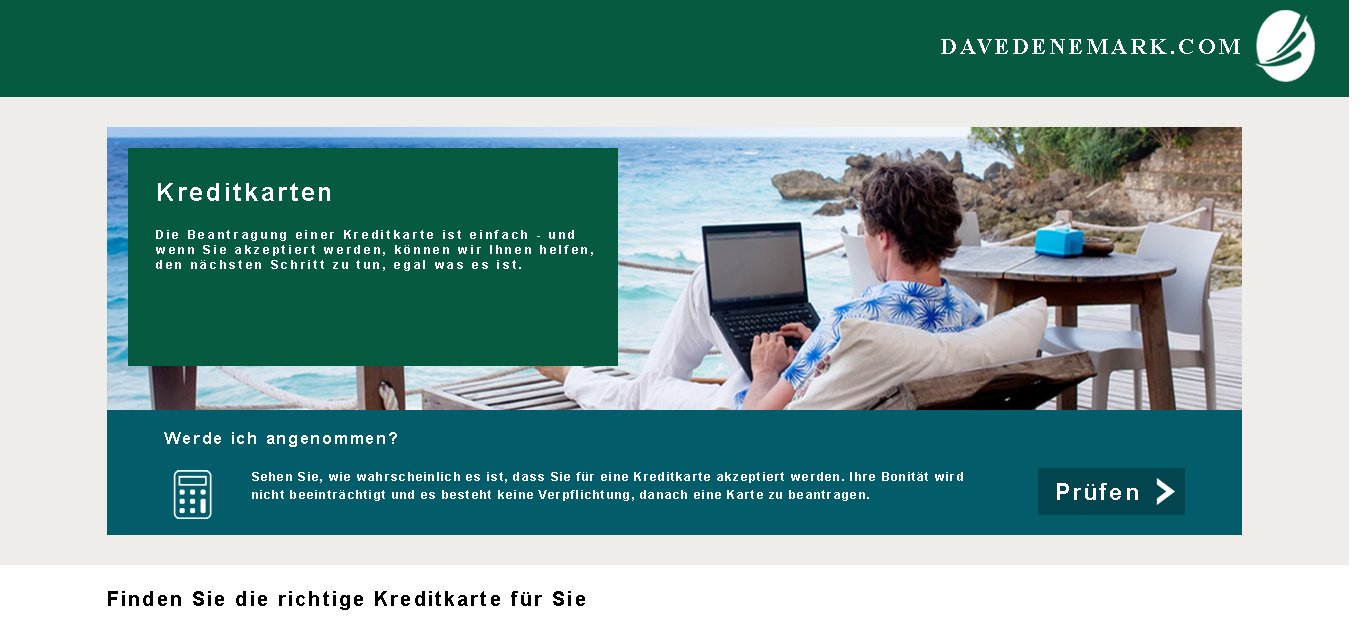 DAVEDENEMARK.COM
Kreditkarten
Die Beantragung einer Kreditkarte ist einfach - und
wenn Sie akzeptiert werden, können wir Ihnen helfen,
den nächsten Schritt zu tun, egal was es ist.
Werde ich angenommen?
Sehen Sie, wie wahrscheinlich es ist, dass Sie für eine Kreditkarte akzeptiert werden. Ihre Bonität wird
nicht beeinträchtigt und es besteht keine Verpflichtung, danach eine Karte zu beantragen.
Prüfen
Finden Sie die richtige Kreditkarte für Sie